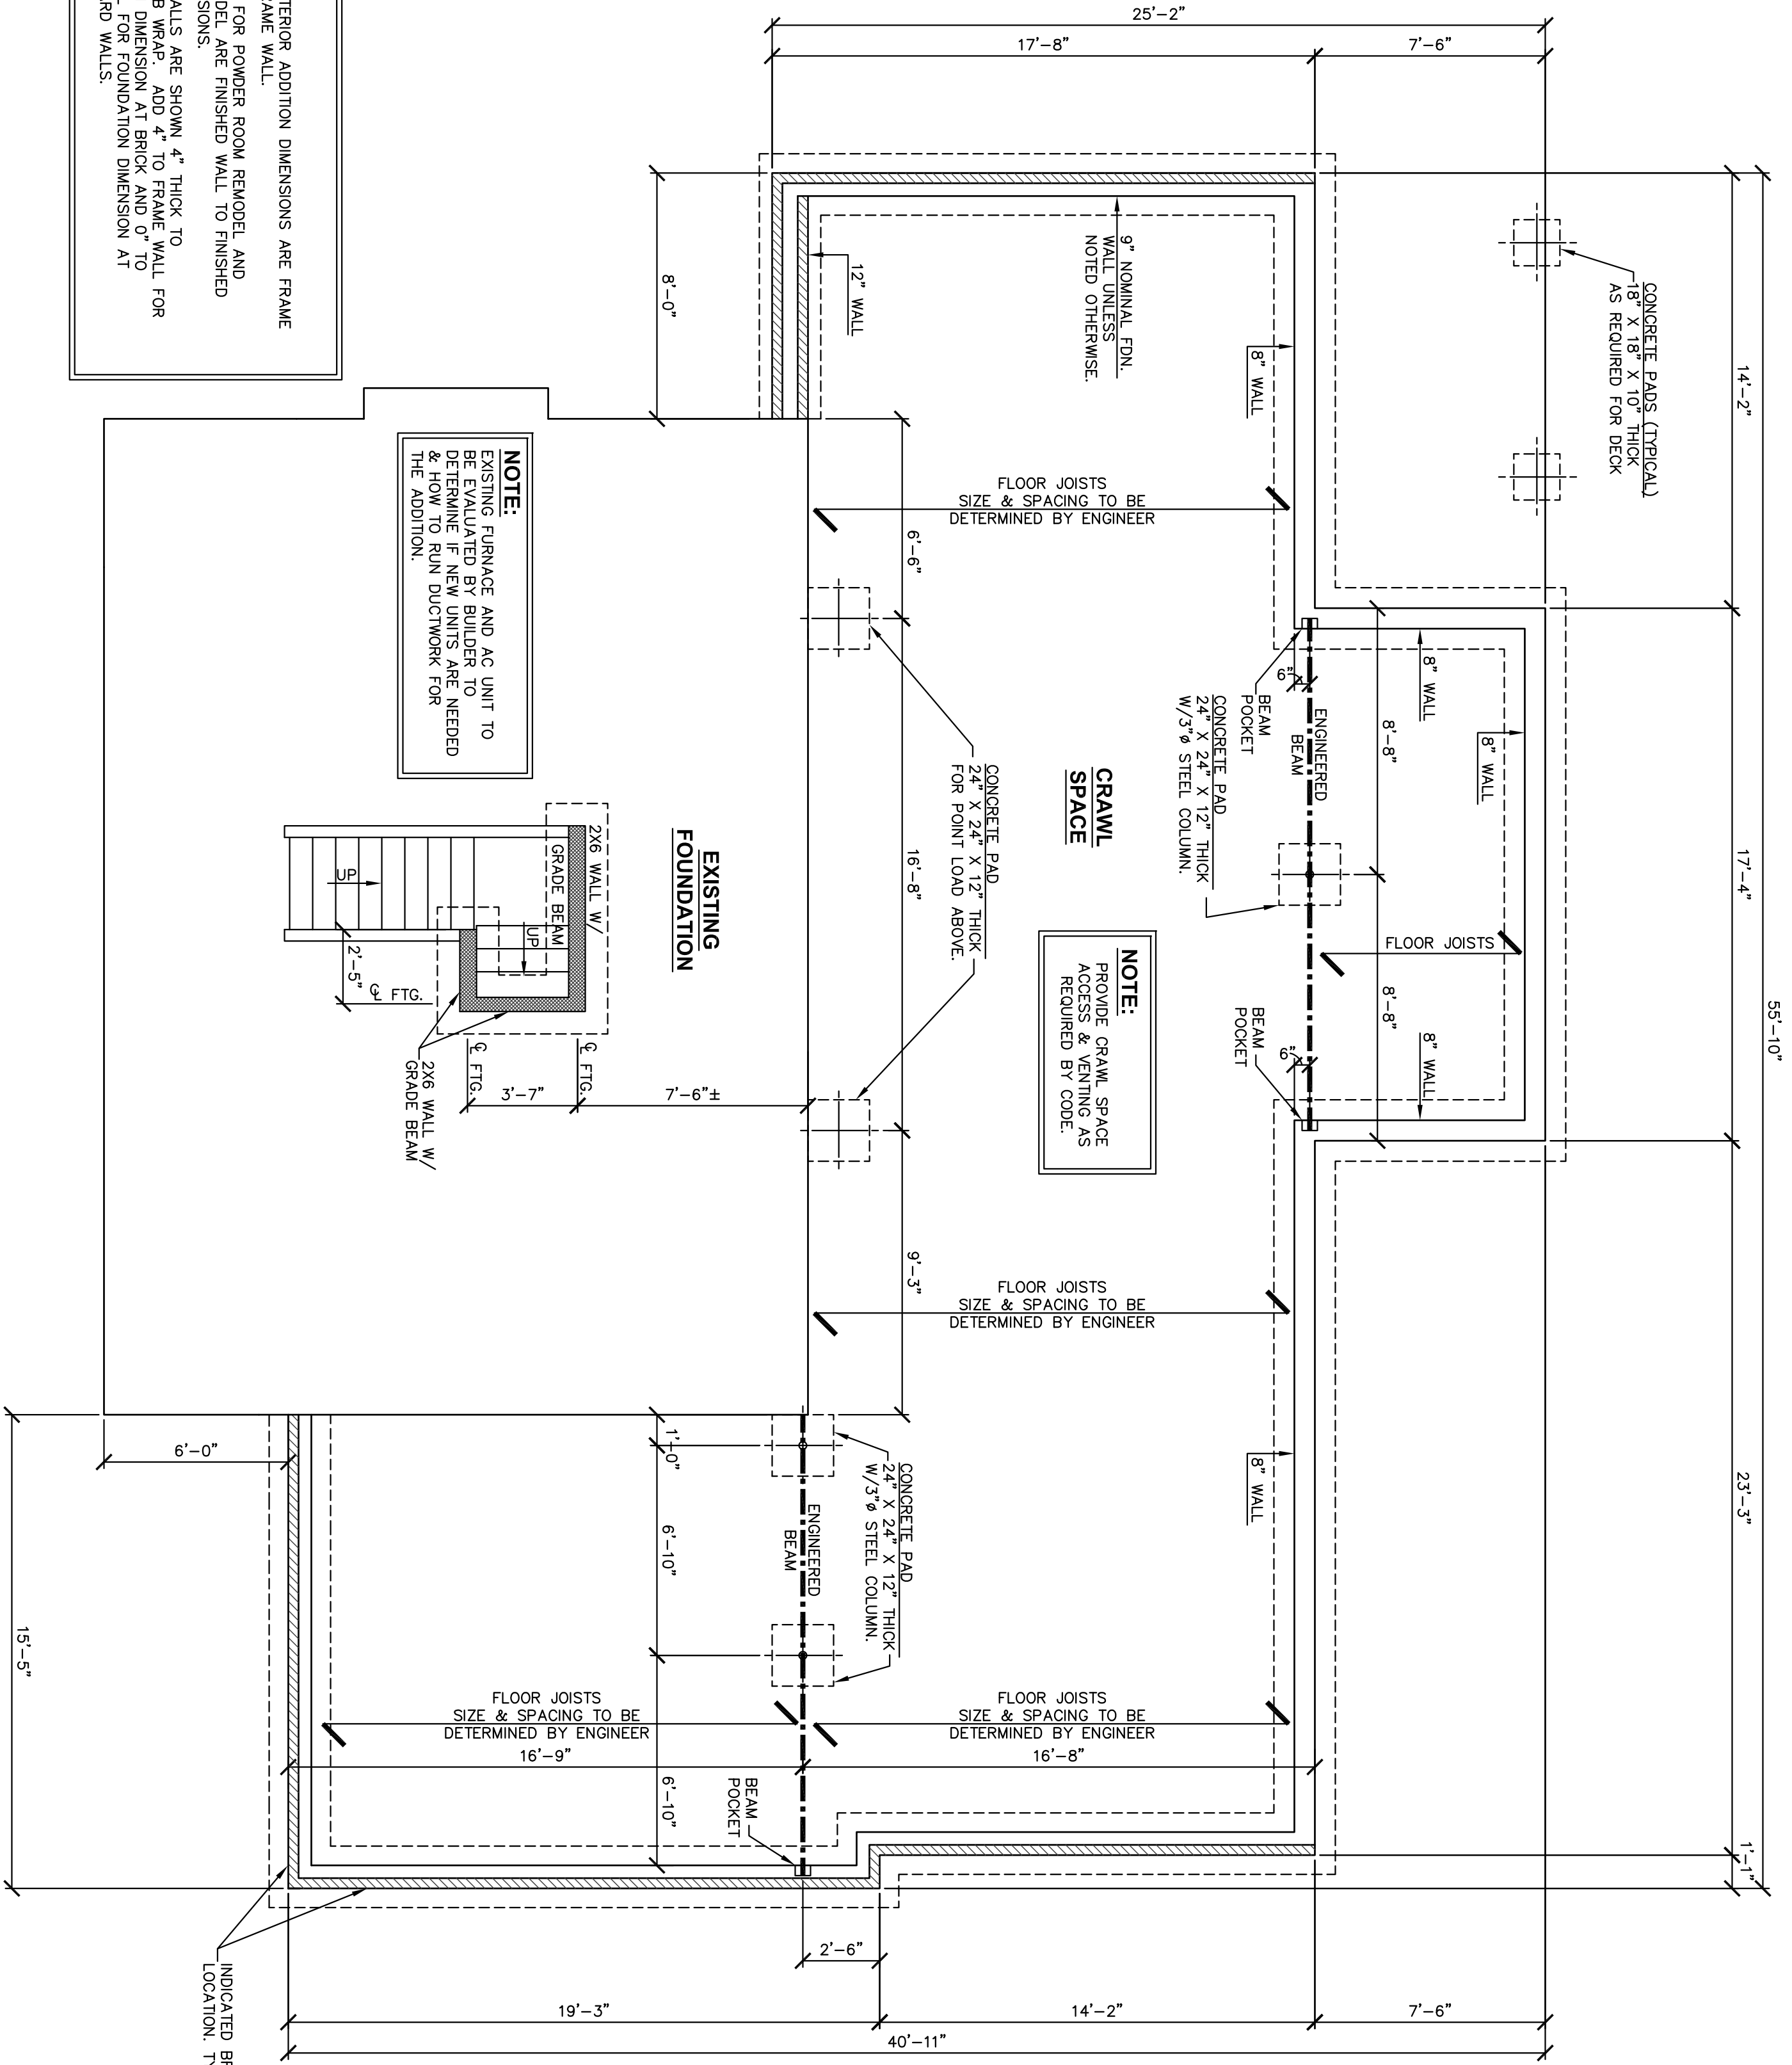 25'-2"
17'-8"
7'-6"
55'-10"
14'-2"
17'-4"
23'-3"
1'-1"
CONCRETE PADS (TYPICAL)
18" X 18" X 10" THICK
AS REQUIRED FOR DECK
TERIOR ADDITION DIMENSIONS ARE FRAME
AME WALL.
FOR POWDER ROOM REMODEL AND
DEL ARE FINISHED WALL TO FINISHED
SIONS.
ALLS ARE SHOWN 4" THICK TO
B WRAP. ADD 4" TO FRAME WALL FOR
DIMENSION AT BRICK AND 0" TO
L FOR FOUNDATION DIMENSION AT
RD WALLS.
8'-0"
12" WALL
9" NOMINAL FDN.
WALL UNLESS
NOTED OTHERWISE.
8" WALL
FLOOR JOISTS
SIZE & SPACING TO BE
DETERMINED BY ENGINEER
6'-6"
16'-8"
9'-3"
NOTE:
EXISTING FURNACE AND AC UNIT TO
BE EVALUATED BY BUILDER TO
DETERMINE IF NEW UNITS ARE NEEDED
& HOW TO RUN DUCTWORK FOR
THE ADDITION.
8" WALL
8" WALL
8" WALL
8'-8"
8'-8"
6"
6"
BEAM
POCKET
ENGINEERED
BEAM
CONCRETE PAD
24" X 24" X 12" THICK
W/3"ø STEEL COLUMN.
FLOOR JOISTS
BEAM
POCKET
CRAWL
SPACE
CONCRETE PAD
24" X 24" X 12" THICK
FOR POINT LOAD ABOVE.
NOTE:
PROVIDE CRAWL SPACE
ACCESS & VENTING AS
REQUIRED BY CODE.
EXISTING
FOUNDATION
2X6 WALL W/
GRADE BEAM
UP
UP
2'-5"
℄ FTG.
℄ FTG.
℄ FTG.
3'-7"
7'-6"±
2X6 WALL W/
GRADE BEAM
FLOOR JOISTS
SIZE & SPACING TO BE
DETERMINED BY ENGINEER
8" WALL
1'-0"
6'-10"
6'-10"
CONCRETE PAD
24" X 24" X 12" THICK
W/3"ø STEEL COLUMN.
ENGINEERED
BEAM
6'-0"
15'-5"
FLOOR JOISTS
SIZE & SPACING TO BE
DETERMINED BY ENGINEER
FLOOR JOISTS
SIZE & SPACING TO BE
DETERMINED BY ENGINEER
16'-9"
16'-8"
BEAM
POCKET
2'-6"
INDICATED
LOCATION.
19'-3"
14'-2"
7'-6"
40'-11"